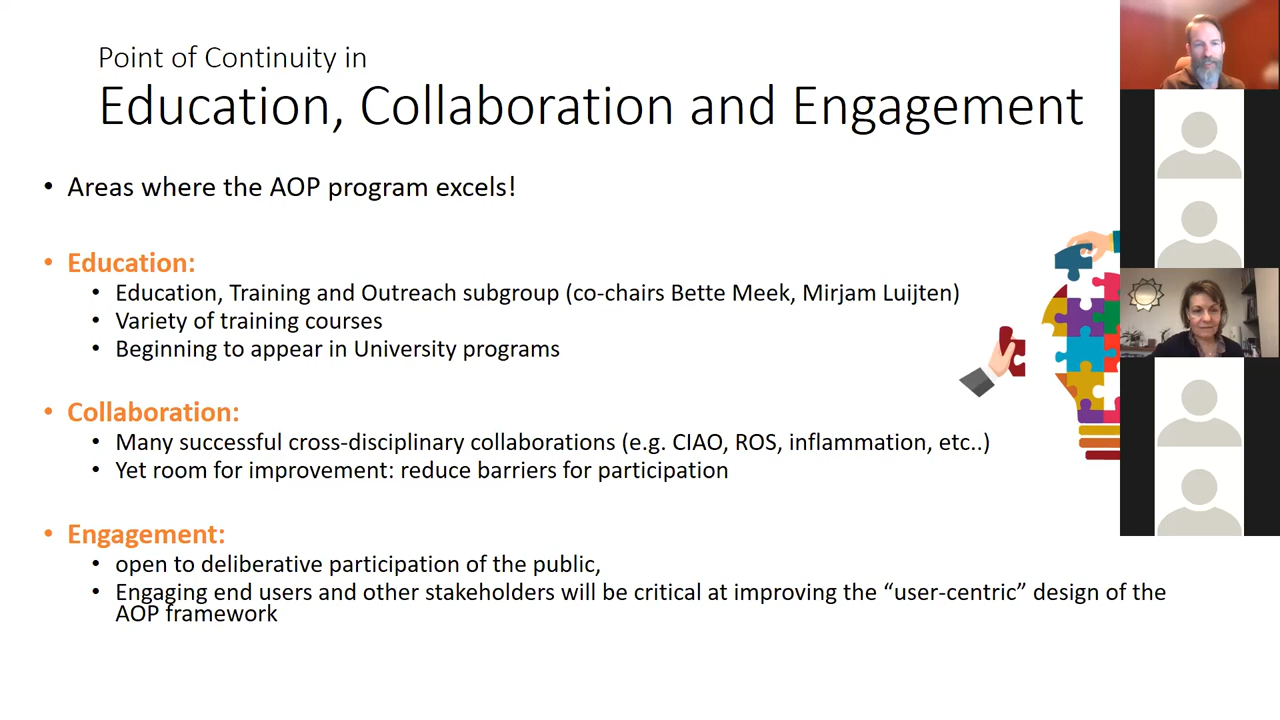 Point of Continuity in
Education, Collaboration and Engagement
• Areas where the AOP program excels!
• Education:
• Education, Training and Outreach subgroup (co-chairs Bette Meek, Mirjam Luijten)
• Variety of training courses
• Beginning to appear in University programs
• Collaboration:
• Many successful cross-disciplinary collaborations (e.g. CIAO, ROS, inflammation, etc..)
• Yet room for improvement: reduce barriers for participation
• Engagement:
• open to deliberative participation of the public,
• Engaging end users and other stakeholders will be critical at improving the “user-centric” design of the
AOP framework